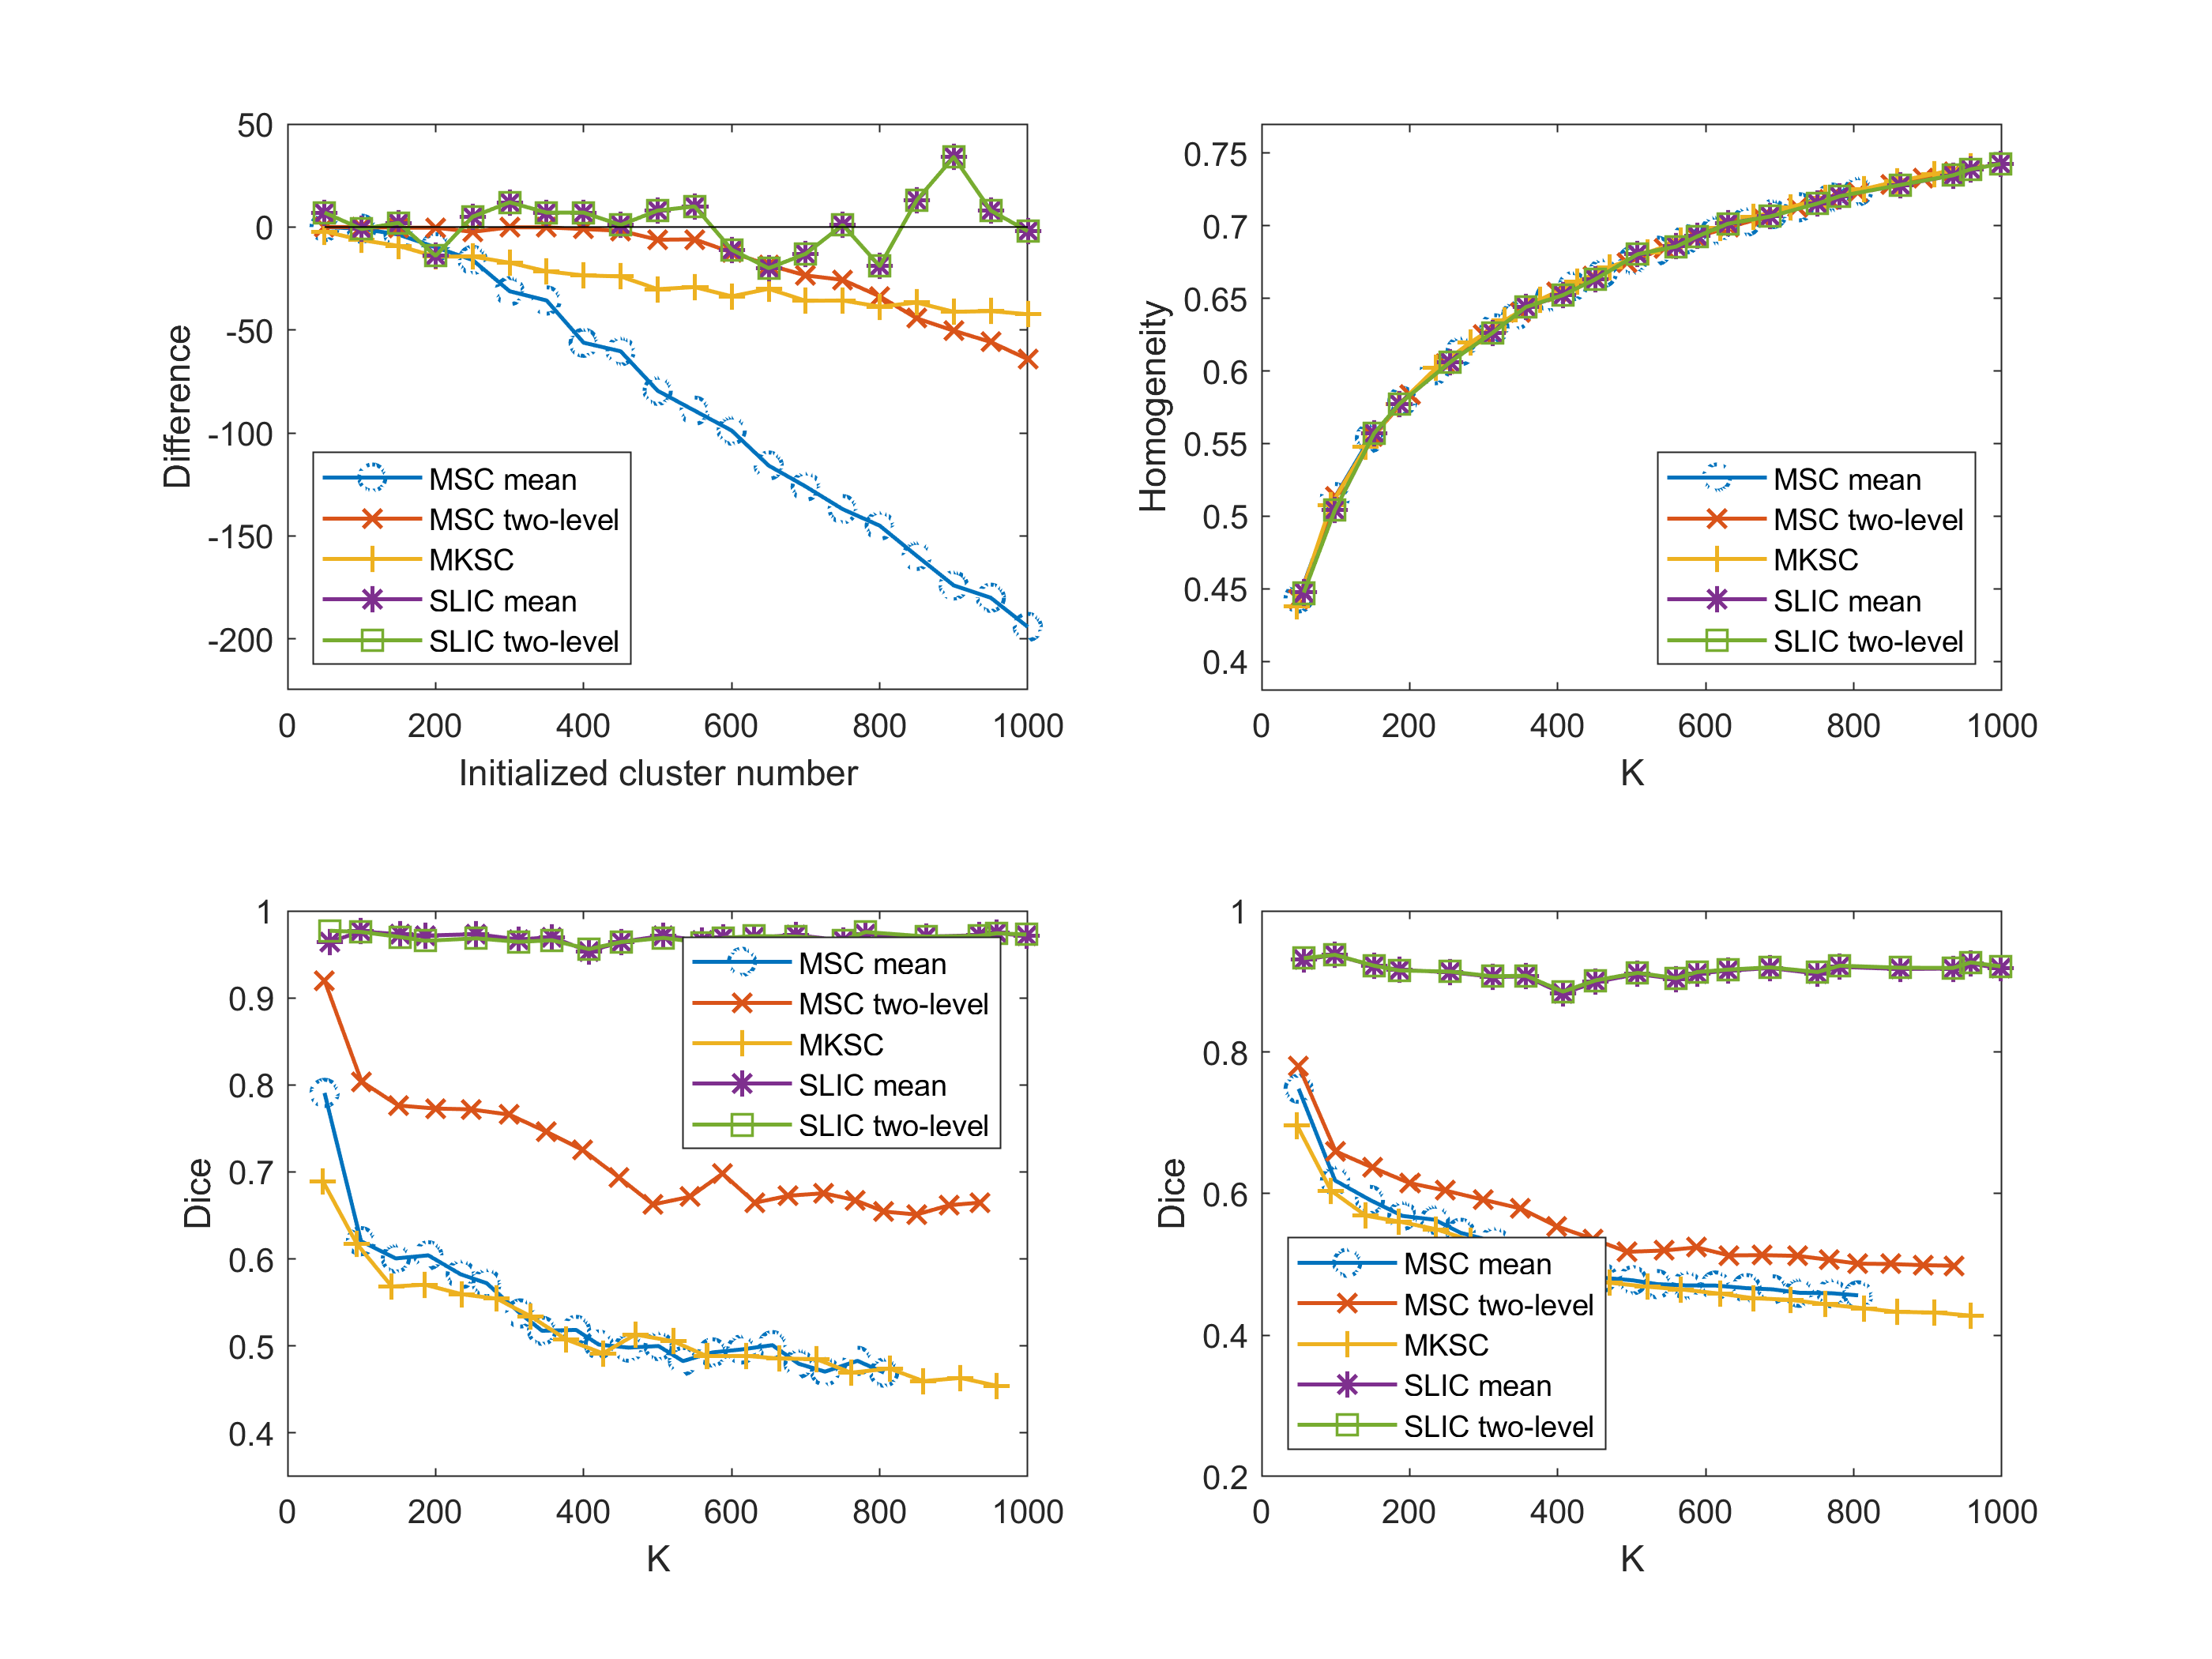 50
0
-50
-100
-150
-200
Difference
MSC mean
MSC two-level
MKSC
SLIC mean
SLIC two-level
0 200 400 600 800 1000
Initialized cluster number
0.75
0.7
0.65
0.6
0.55
0.5
0.45
0.4
Homogeneity
MSC mean
MSC two-level
MKSC
SLIC mean
SLIC two-level
0 200 400 600 800 1000
K
1
0.9
0.8
0.7
0.6
0.5
0.4
Dice
MSC mean
MSC two-level
MKSC
SLIC mean
SLIC two-level
0 200 400 600 800 1000
K
1
0.8
0.6
0.4
0.2
Dice
MSC mean
MSC two-level
MKSC
SLIC mean
SLIC two-level
0 200 400 600 800 1000
K